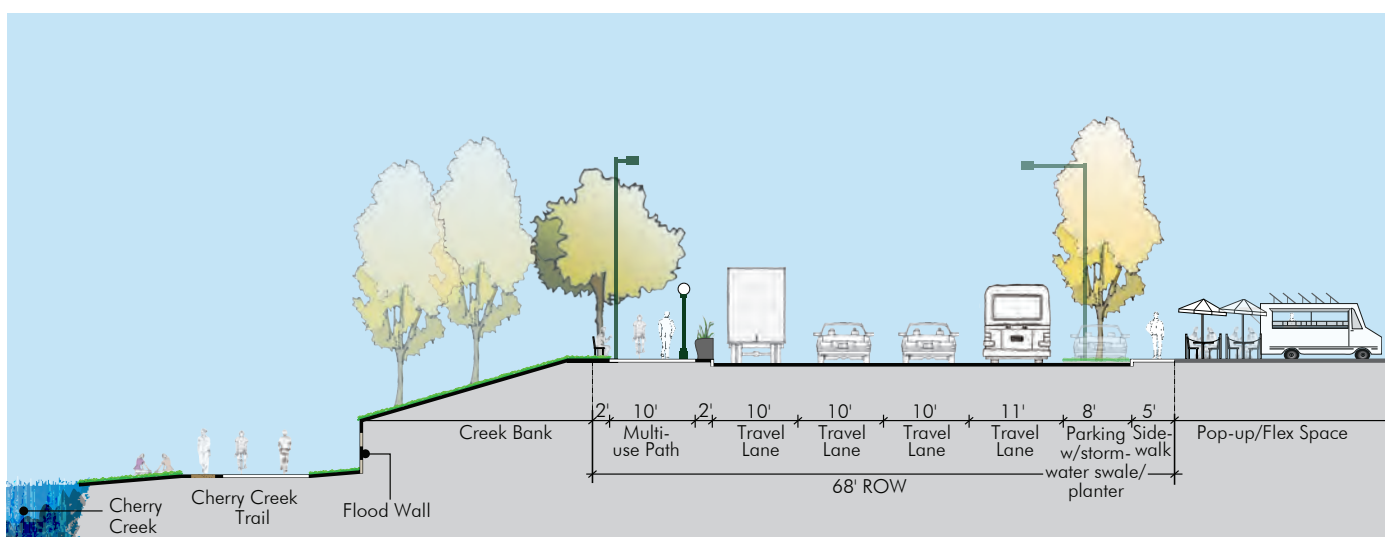 2' 10' 2' 10' 10' 10' 11' 8' 5'
Creek Bank
Multi-
use Path
Travel
Lane
Travel
Lane
Travel
Lane
Travel
Lane
Parking
w/storm-
water swale/
planter
Side-
walk
Pop-up/Flex Space
68' ROW
Cherry
Creek
Cherry Creek
Trail
Flood Wall